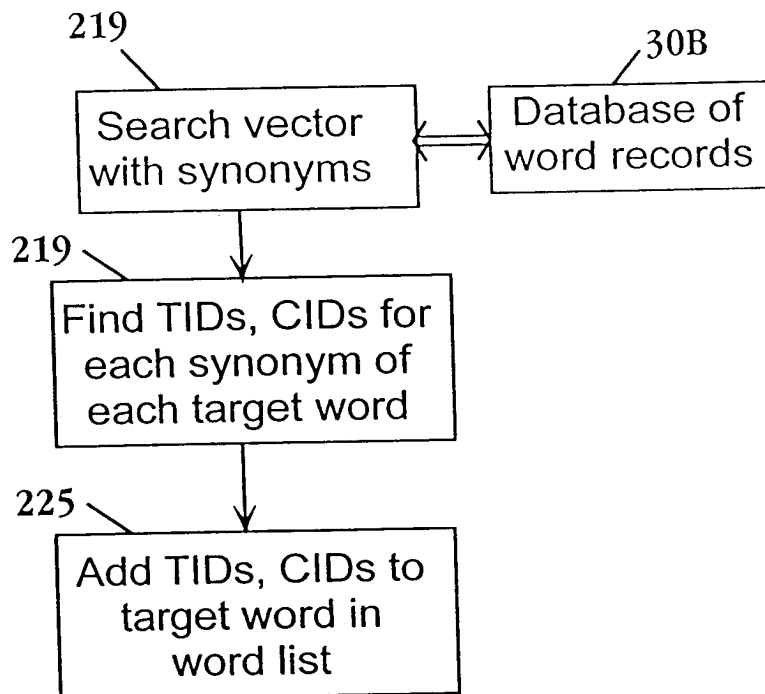 219
30B
Search vector
with synonyms
Database of
word records
219
Find TIDs, CIDs for
each synonym of
each target word
225
Add TIDs, CIDs to
target word in
word list